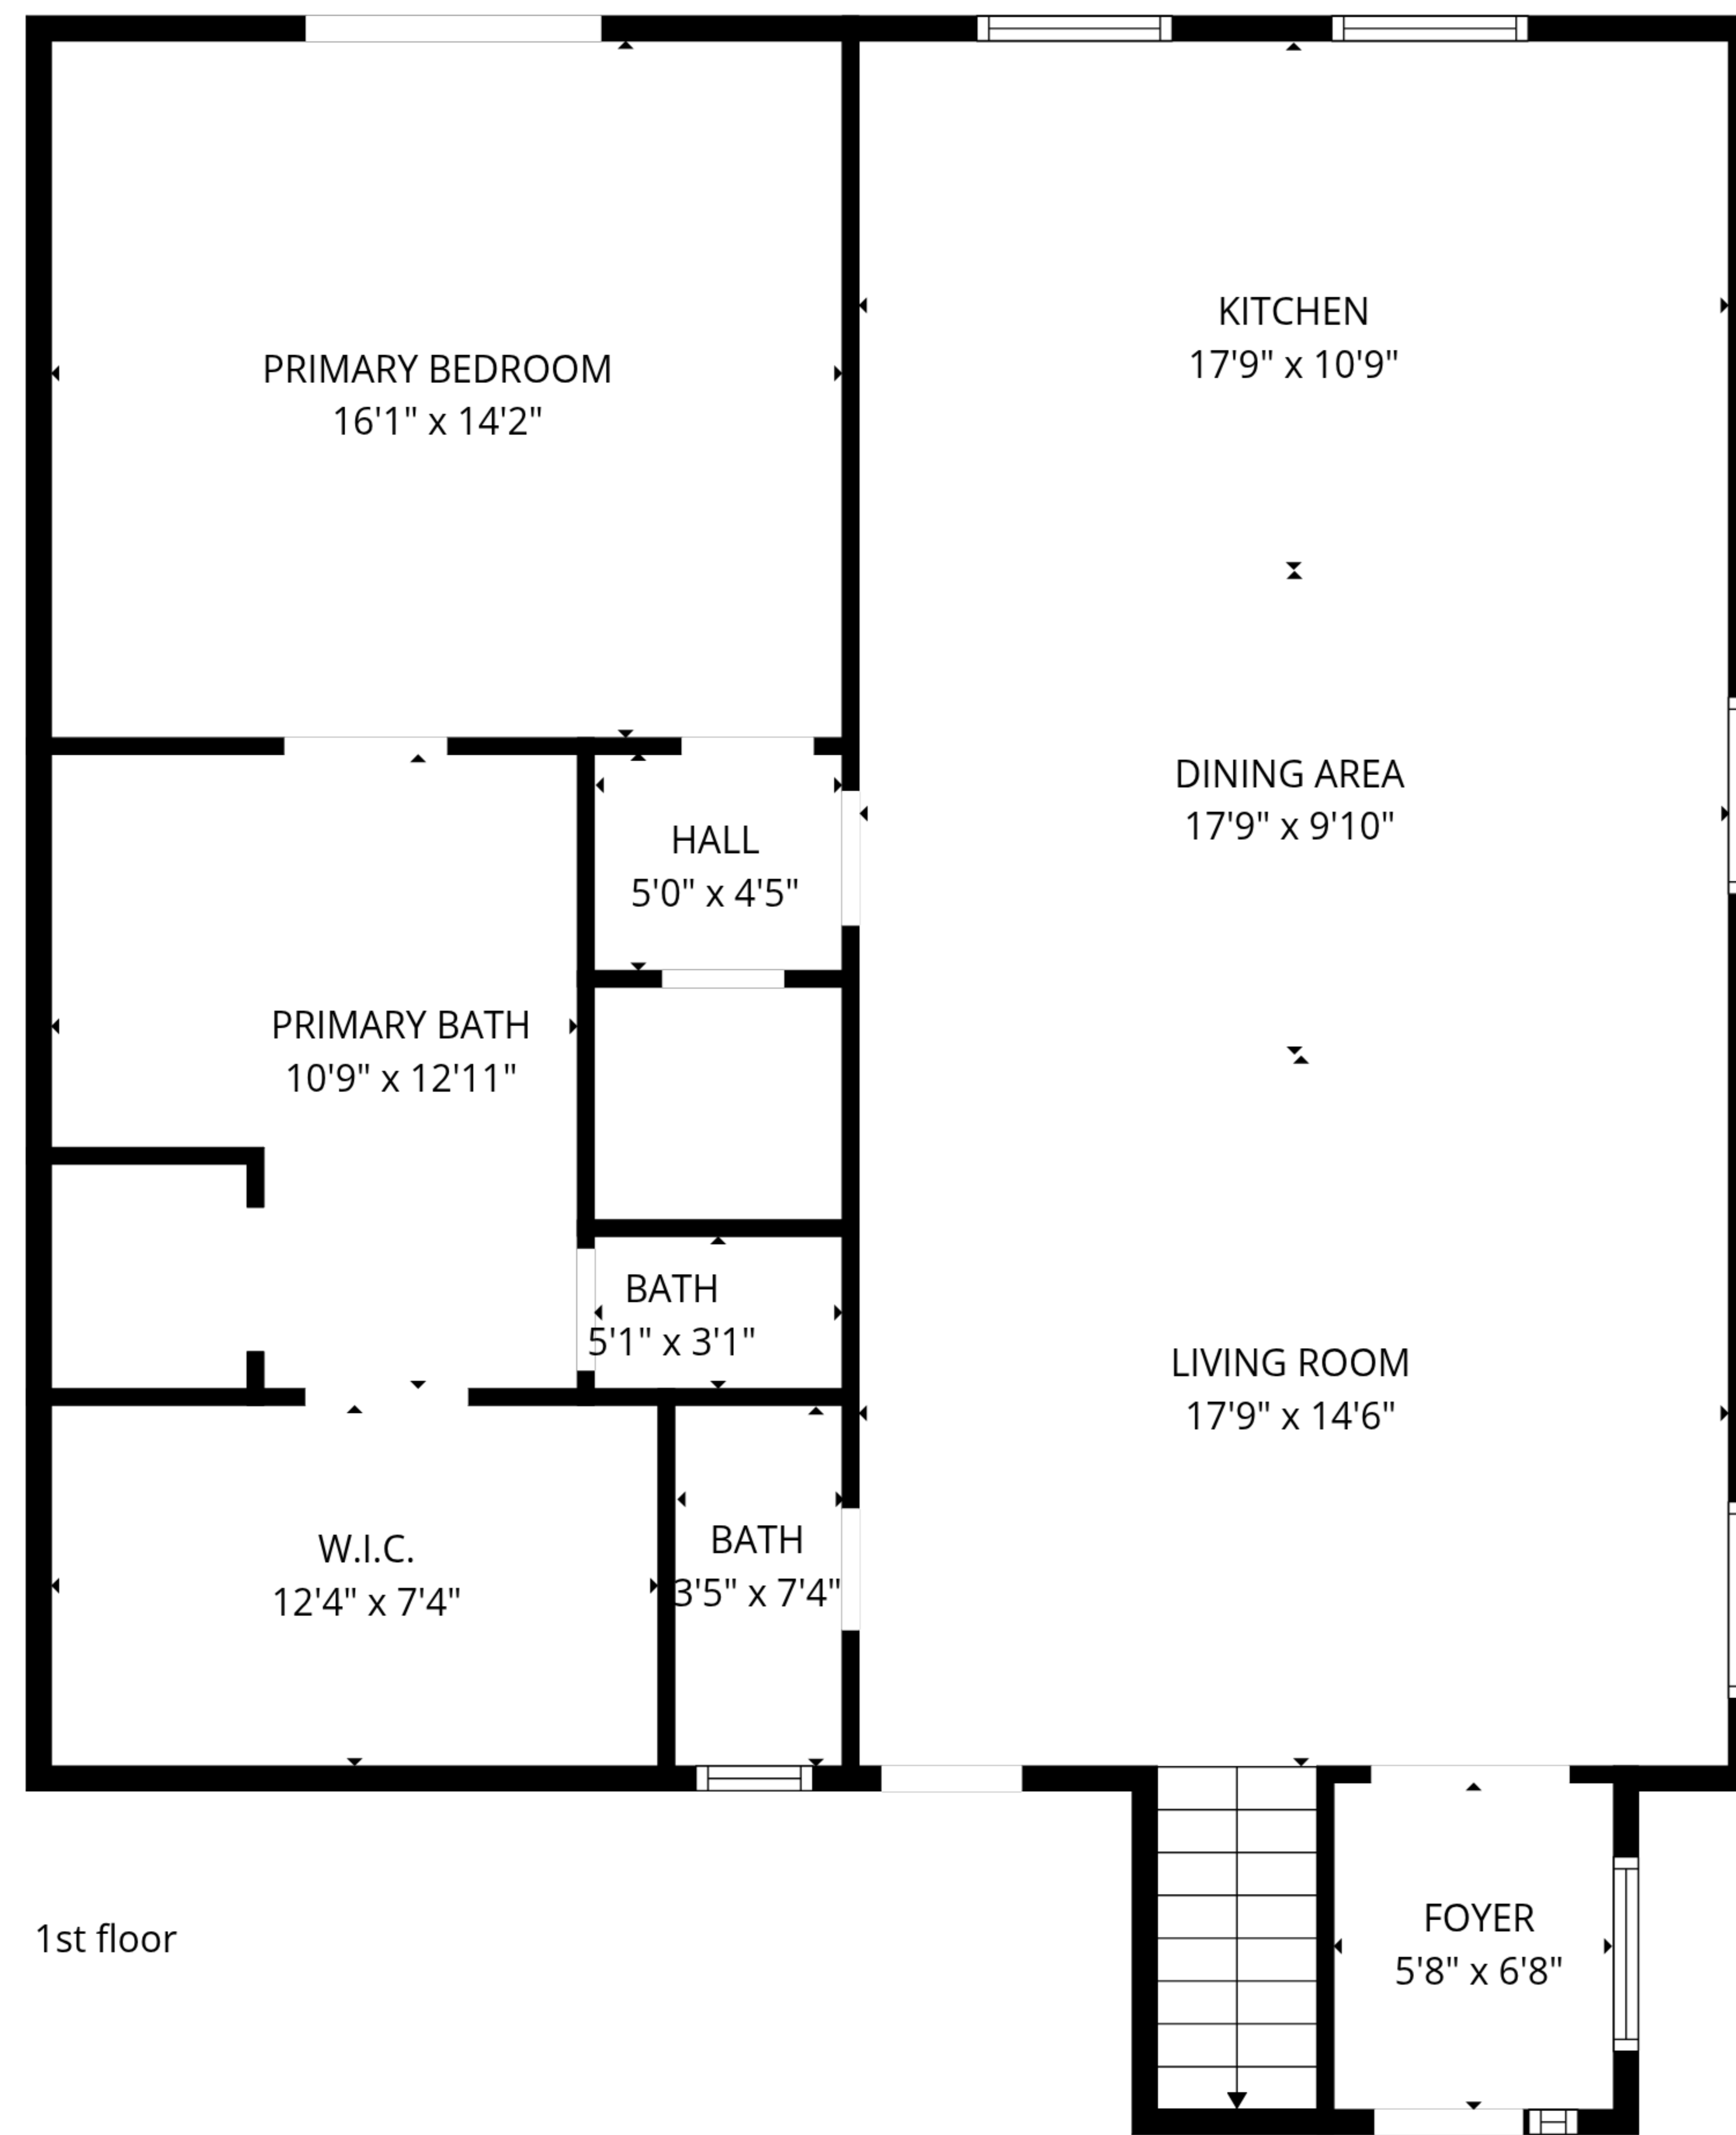 KITCHEN
17'9" x 10'9"
PRIMARY BEDROOM
16'1" x 14'2"
DINING AREA
17'9" x 9'10"
HALL
5'0" x 4'5"
PRIMARY BATH
10'9" x 12'11"
BATH
5'1" x 3'1"
LIVING ROOM
17'9" x 14'6"
W.I.C.
12'4" x 7'4"
BATH
3'5" x 7'4"
FOYER
5'8" x 6'8"
1st floor